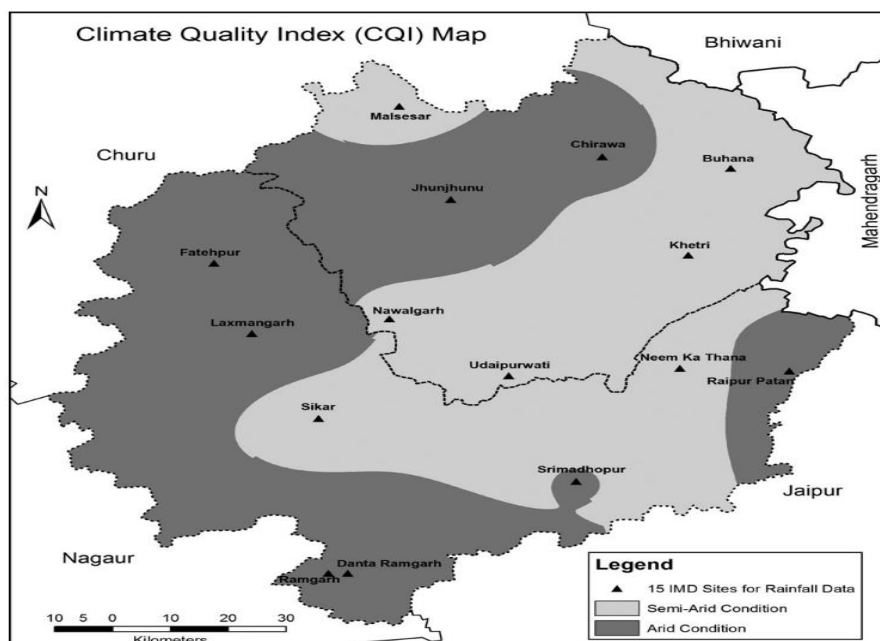 Climate Quality Index (CQI) Map
Bhiwani
Malsesar
Churu
Chirawa
Buhana
Jhunjhunu
N
Mahendragarh
Fatehpur
Khetri
Nawalgarh
Laxmangarh
Neem Ka Thana
Udaipurwati
Raipur Patan
Sikar
Srimadhopur
Jaipur
Nagaur
Danta Ramgarh
Ramgarh
Legend
15 IMD Sites for Rainfall Data
Semi-Arid Condition
Arid Condition
10 5 0 10 20 30
Kilometers